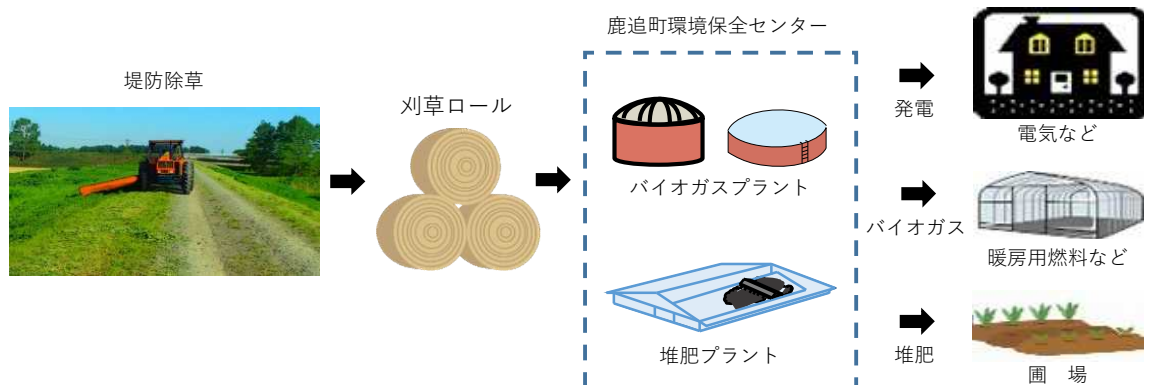 堤防除草
刈草ロール
鹿追町環境保全センター
バイオガスプラント
堆肥プラント
発電
電気など
バイオガス
暖房用燃料など
堆肥
圃　場